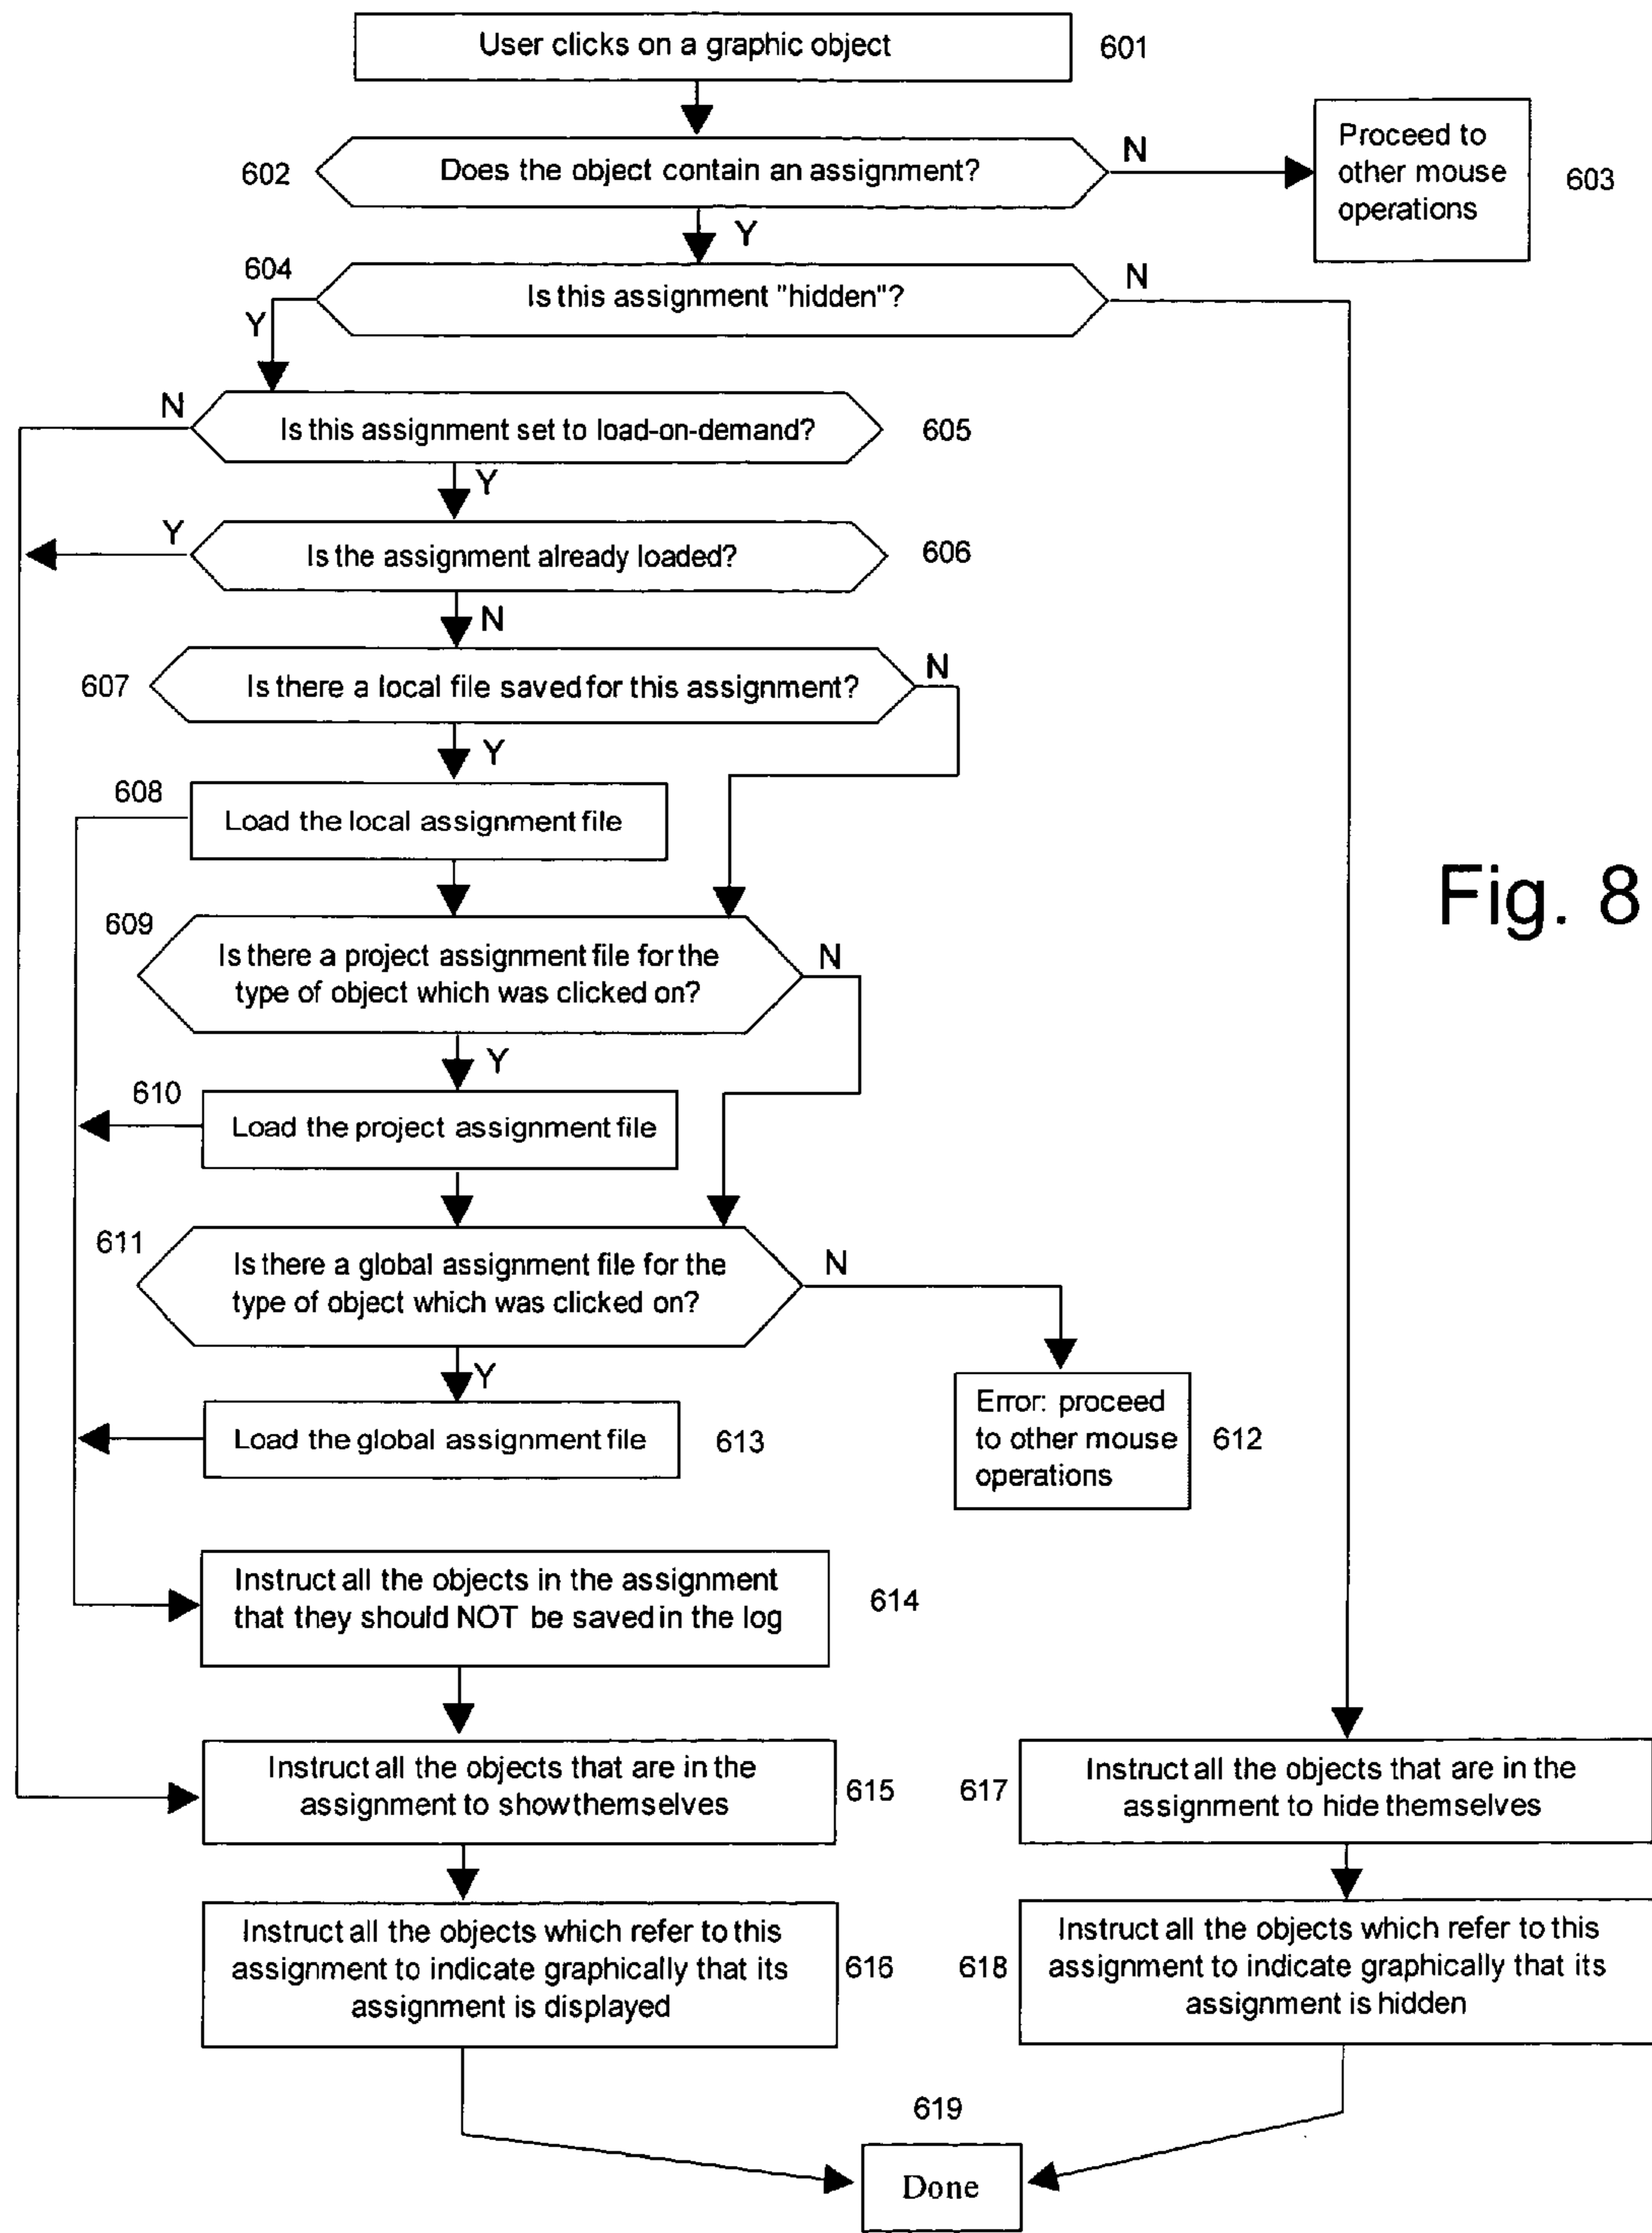 User clicks on a graphic object
601
602
Does the object contain an assignment?
N
Proceed to
other mouse
operations
603
Y
604
Is this assignment "hidden"?
N
Y
N
Is this assignment set to load-on-demand?
605
Y
Y
Is the assignment already loaded?
606
N
607
Is there a local file saved for this assignment?
N
Y
608
Load the local assignment file
Fig. 8
609
Is there a project assignment file for the
type of object which was clicked on?
N
Y
610
Load the project assignment file
611
Is there a global assignment file for the
type of object which was clicked on?
N
Y
Load the global assignment file
613
Error: proceed
to other mouse
operations
612
Instruct all the objects in the assignment
that they should NOT be saved in the log
614
Instruct all the objects that are in the
assignment to show themselves
615
617
Instruct all the objects that are in the
assignment to hide themselves
Instruct all the objects which refer to this
assignment to indicate graphically that its
assignment is displayed
616
618
Instruct all the objects which refer to this
assignment to indicate graphically that its
assignment is hidden
619
Done